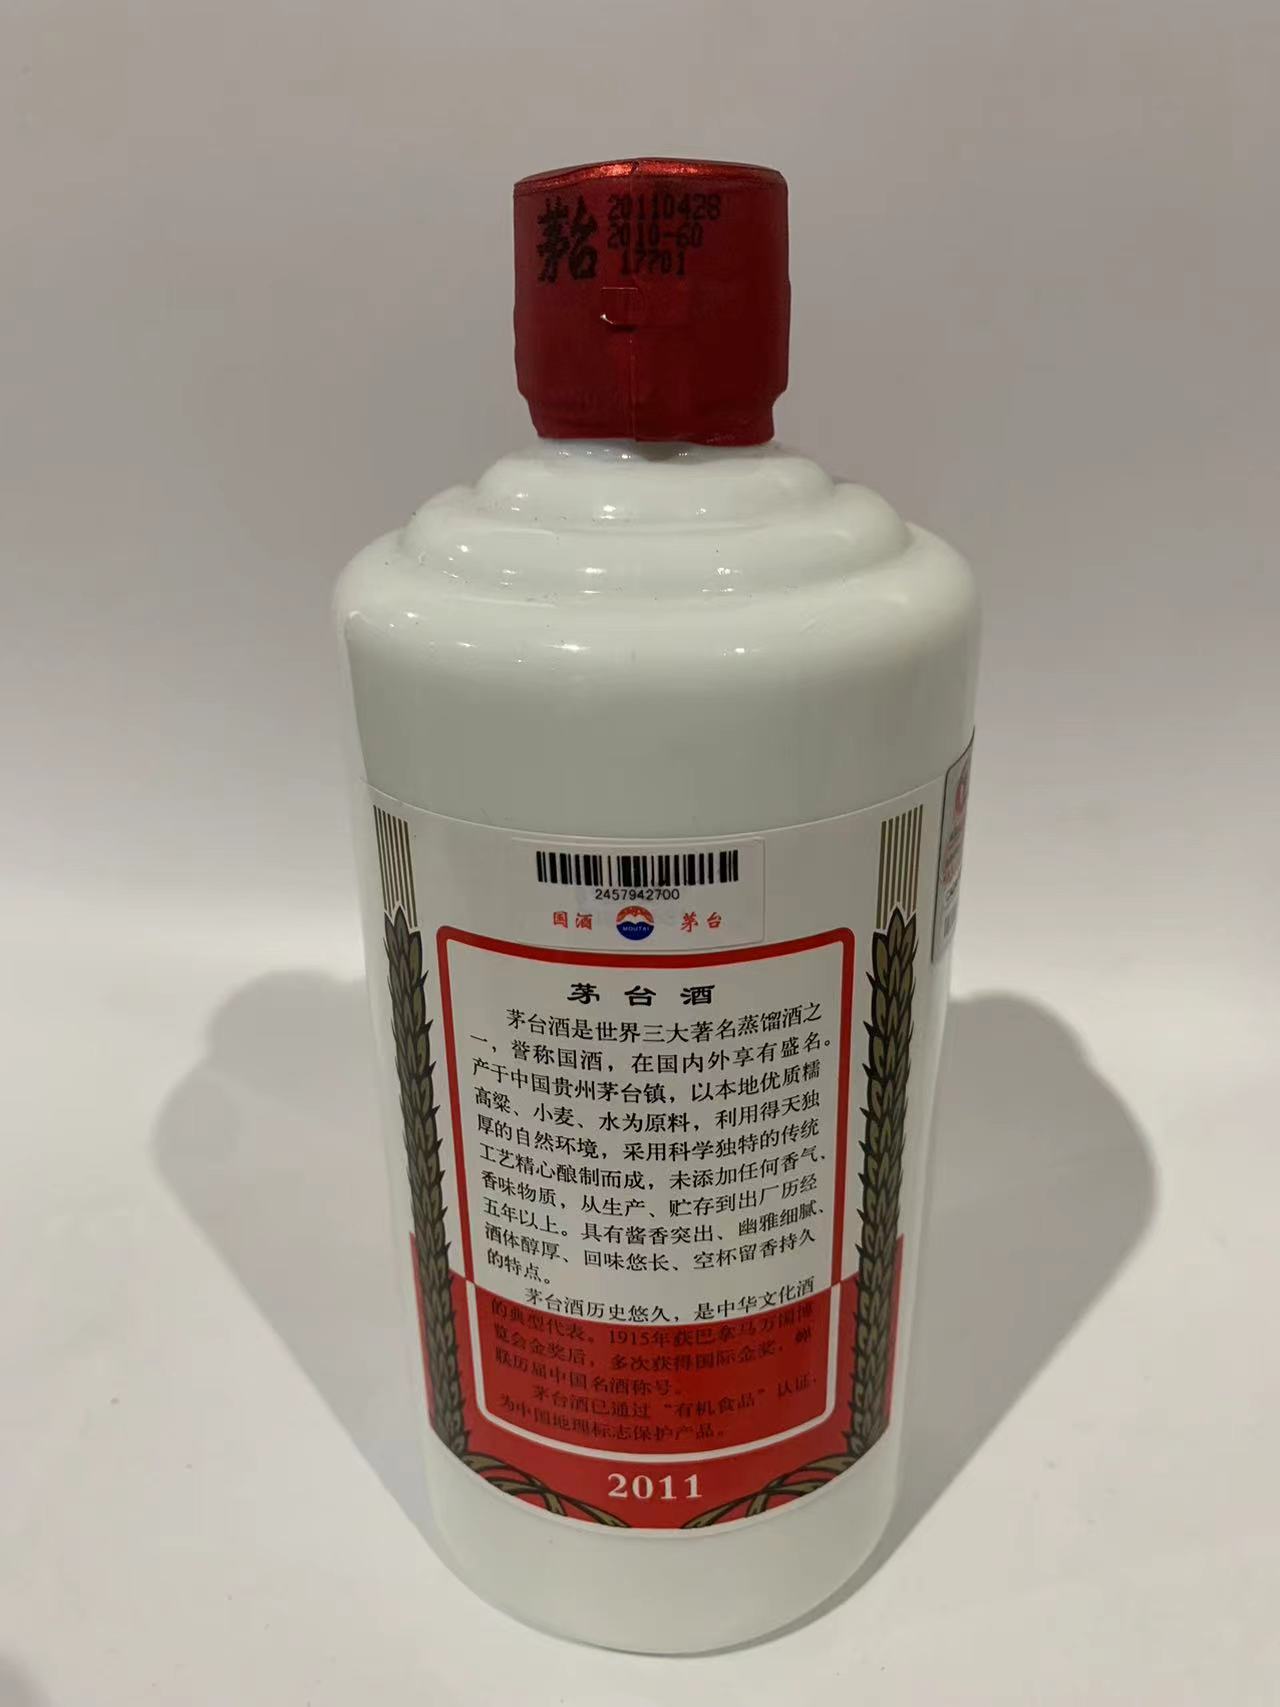 茅台
20110428
2010-60
17701
2457942700
国酒 MOUTAI 茅台
茅台酒
茅台酒是世界三大著名蒸馏酒之
一，誉称国酒，在国内外享有盛名。
产于中国贵州茅台镇，以本地优质糯
高粱、小麦、水为原料，利用得天独
厚的自然环境，采用科学独特的传统
工艺精心酿制而成，未添加任何香气、
香味物质，从生产、贮存到出厂历经
五年以上。具有酱香突出、幽雅细腻、
酒体醇厚、回味悠长、空杯留香持久
的特点。
茅台酒历史悠久，是中华文化酒
的典型代表。1915年获巴拿马万国博
览会金奖后，多次获得国际金奖，蝉
联历届中国名酒称号。
茅台酒已通过“有机食品”认证，
为中国地理标志保护产品。
2011